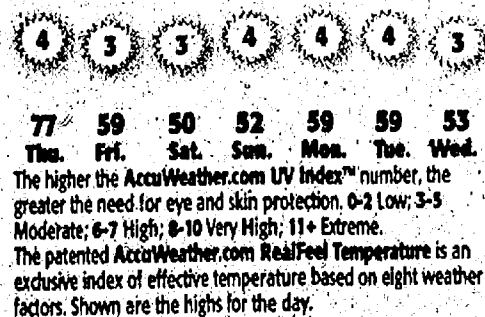 4 3 3 4 4 4 3
77 59 50 52 59 59 53
Thu. Fri. Sat. Sun. Mon. Tue. Wed.
The higher the AccuWeather.com UV Index™ number, the
greater the need for eye and skin protection. 0-2 Low; 3-5
Moderate; 6-7 High; 8-10 Very High; 11+ Extreme.
The patented AccuWeather.com RealFeel Temperature is an
exclusive index of effective temperature based on eight weather
factors. Shown are the highs for the day.